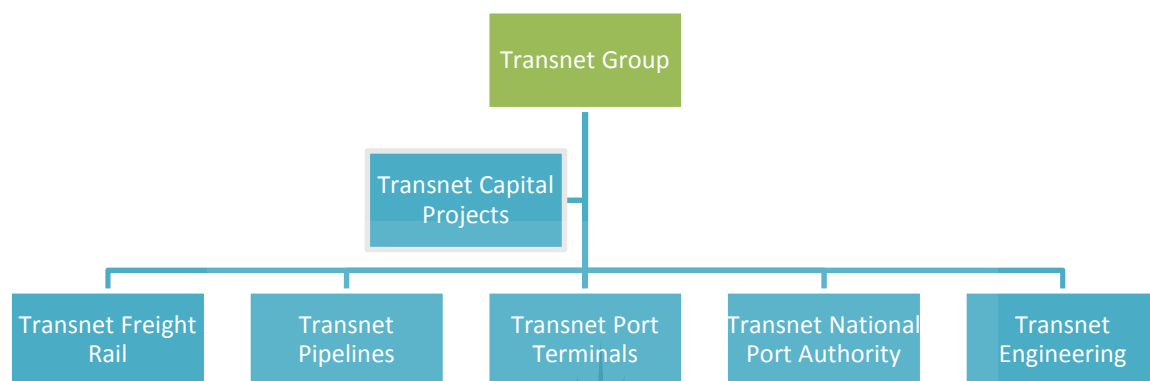 Transnet Group
Transnet Capital
Projects
Transnet Freight
Rail
Transnet
Pipelines
Transnet Port
Terminals
Transnet National
Port Authority
Transnet
Engineering